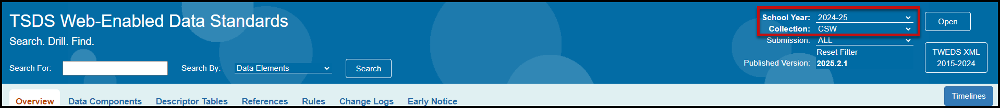 TSDS Web-Enabled Data Standards
Search. Drill. Find.
Search For:
Search By: Data Elements
Search
School Year: 2024-25
Collection: CSW
Submission: ALL
Reset Filter
Published Version: 2025.2.1
Open
TWEDS XML
2015-2024
Overview Data Components Descriptor Tables References Rules Change Logs Early Notice
Timelines